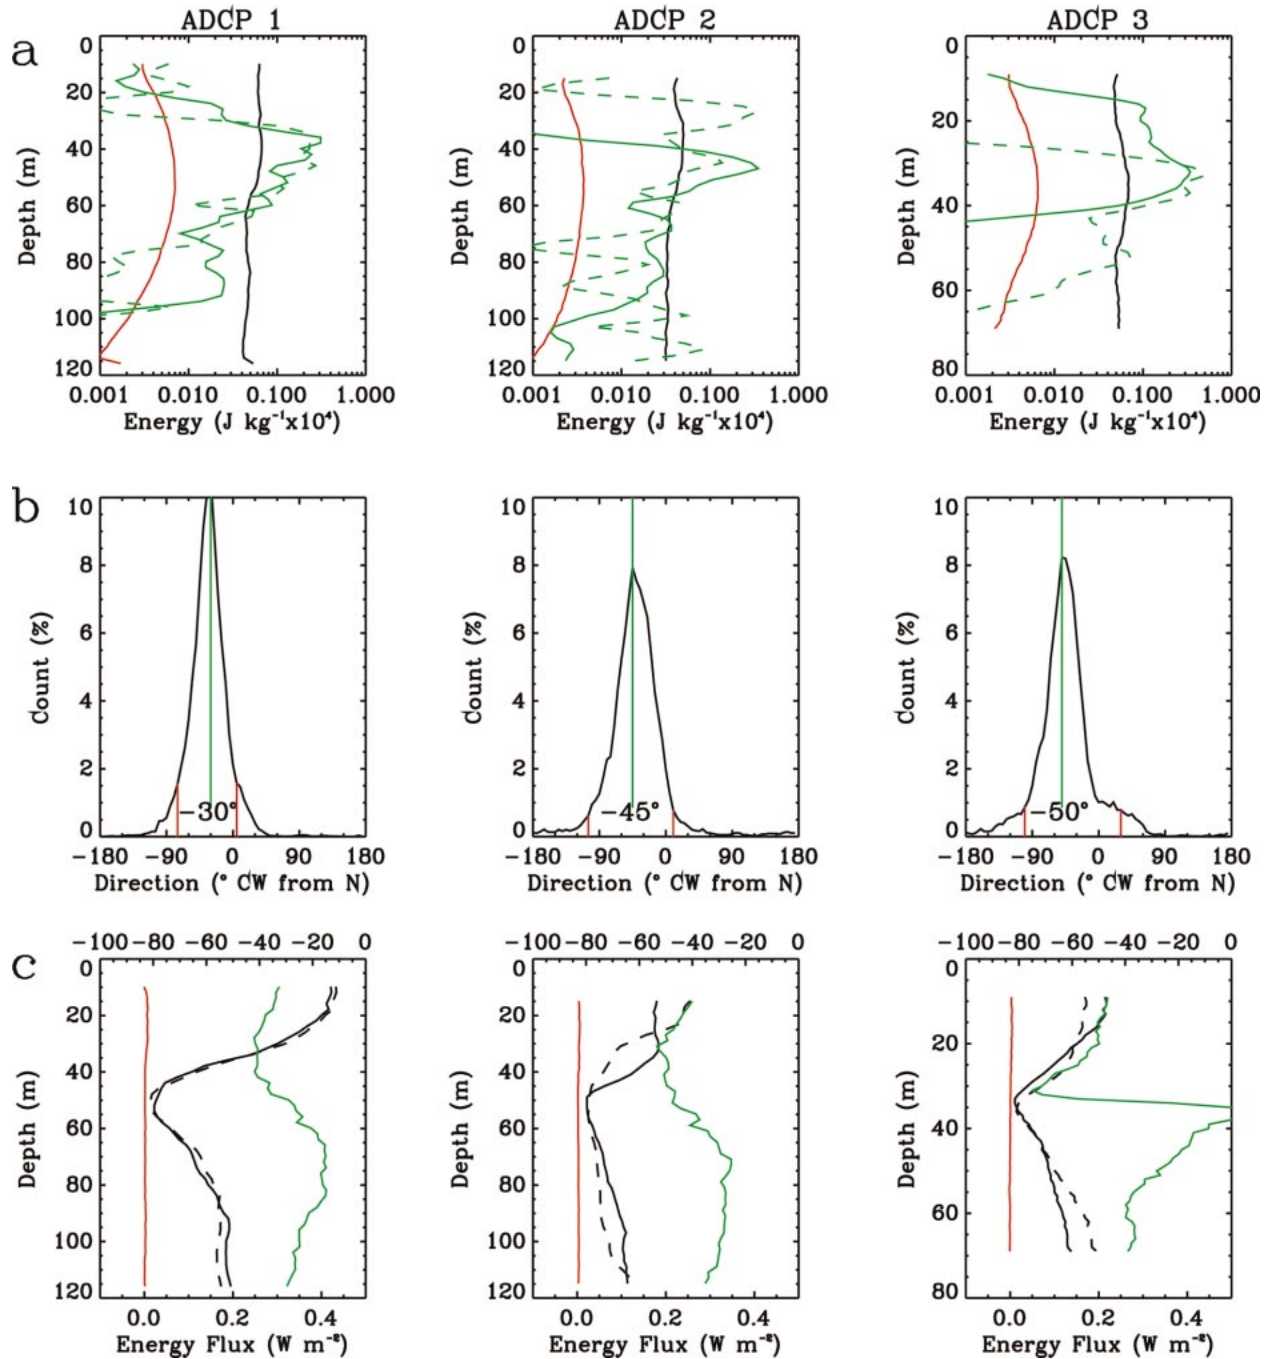 ADCP 1 ADCP 2 ADCP 3
a
0 0 0
20 20
20
40 40
60 60 40
80 80
60
100 100
120 120 80
Depth (m) Depth (m) Depth (m)
0.001 0.010 0.100 1.000 0.001 0.010 0.100 1.000 0.001 0.010 0.100 1.000
Energy (J kg⁻¹x10⁴) Energy (J kg⁻¹x10⁴) Energy (J kg⁻¹x10⁴)
b
10 10 10
8 8 8
6 6 6
4 4 4
2 2 2
0 0 0
Count (%) Count (%) Count (%)
−30° −45° −50°
−180 −90 0 90 180 −180 −90 0 90 180 −180 −90 0 90 180
Direction (° CW from N) Direction (° CW from N) Direction (° CW from N)
−100 −80 −60 −40 −20 0 −100 −80 −60 −40 −20 0 −100 −80 −60 −40 −20 0
c
0 0 0
20 20
20
40 40
60 60 40
80 80
60
100 100
120 120 80
Depth (m) Depth (m) Depth (m)
0.0 0.2 0.4 0.0 0.2 0.4 0.0 0.2 0.4
Energy Flux (W m⁻²) Energy Flux (W m⁻²) Energy Flux (W m⁻²)